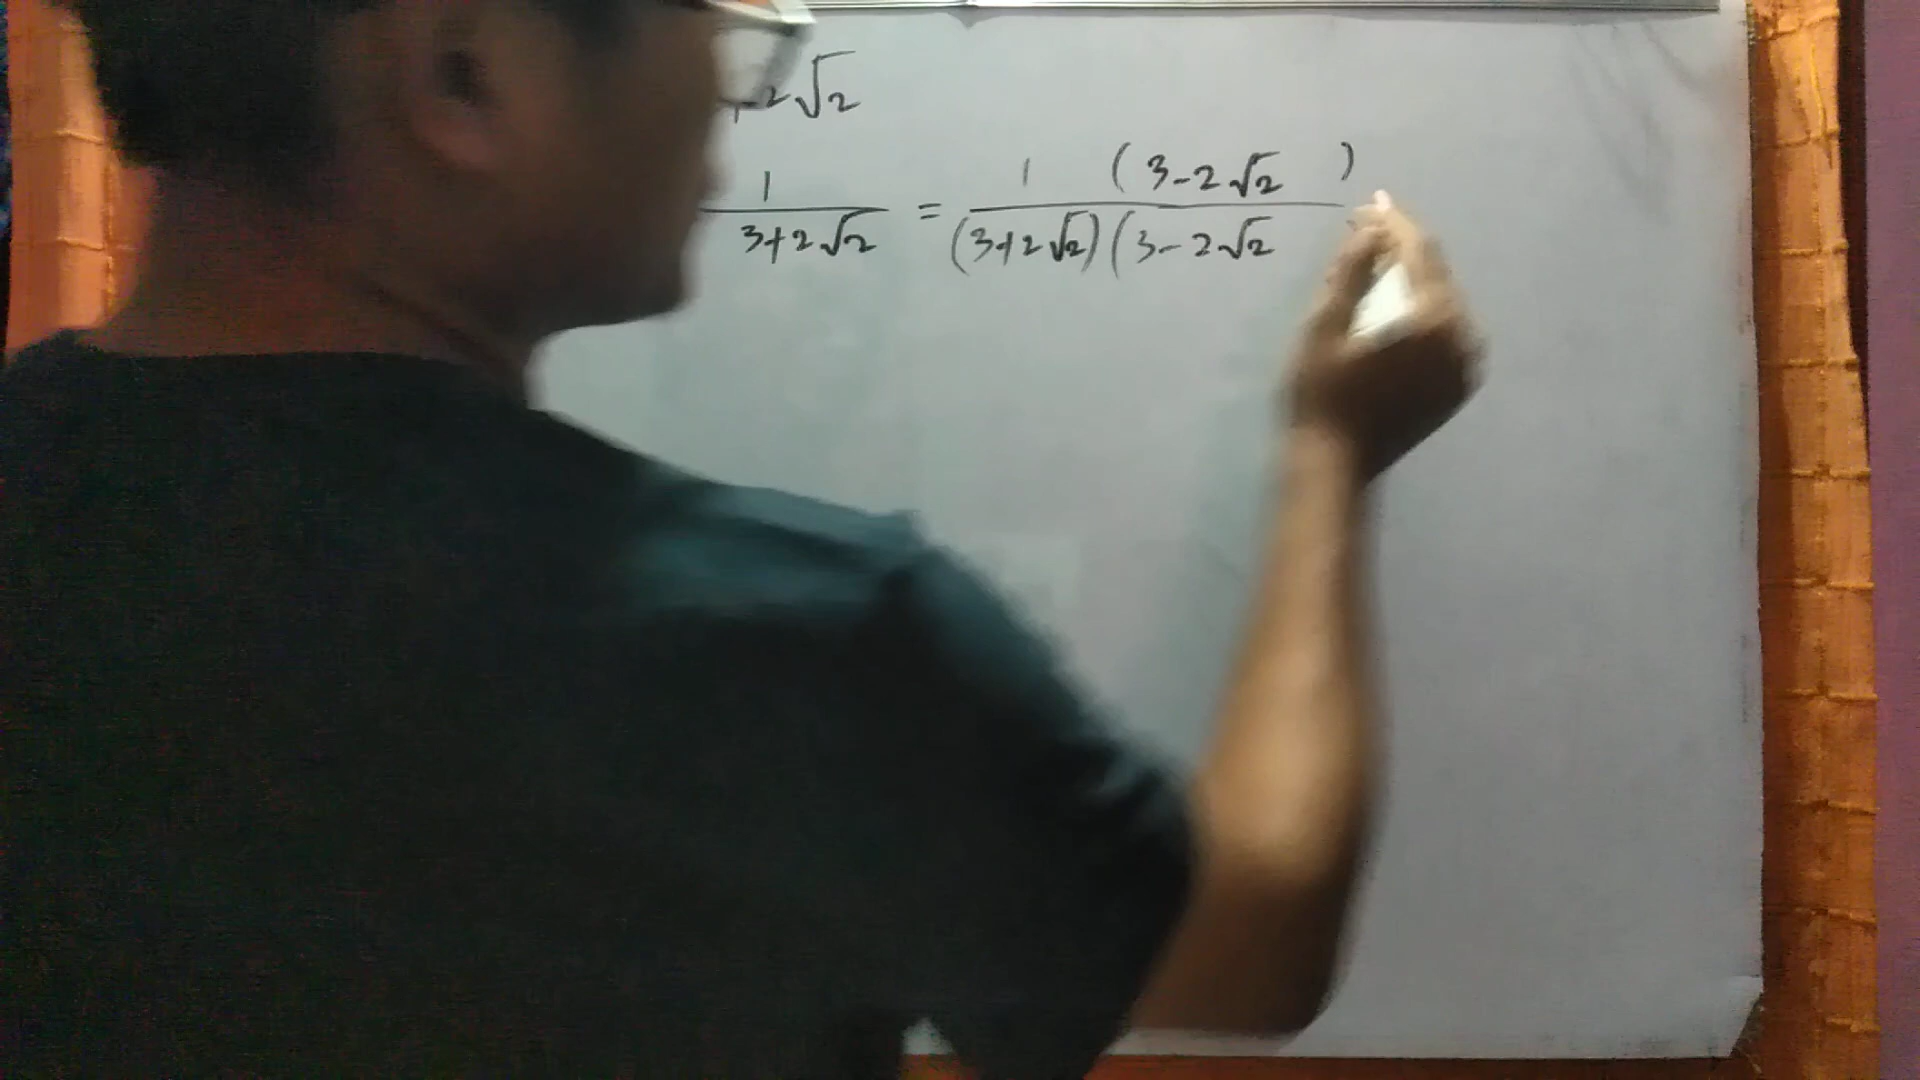 +2√2
1 / 3+2√2 = 1 (3-2√2) / (3+2√2)(3-2√2